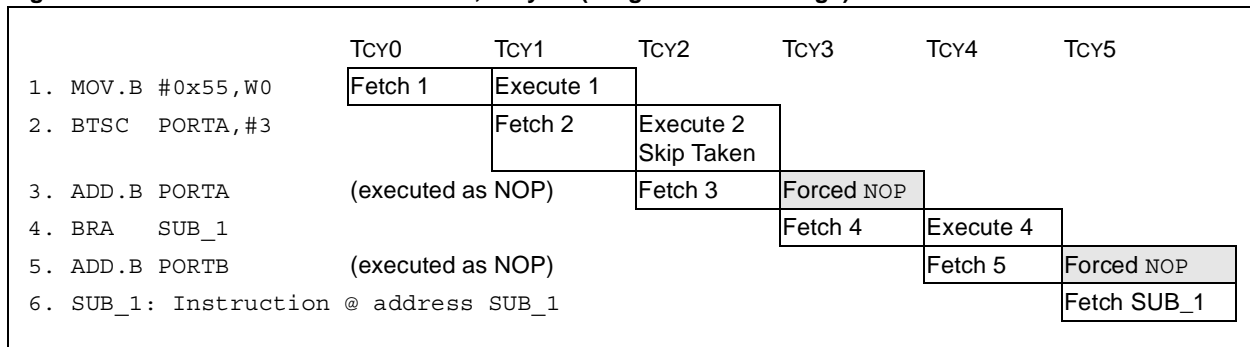 TCY0 TCY1 TCY2 TCY3 TCY4 TCY5
1. MOV.B #0x55,W0 Fetch 1 Execute 1
2. BTSC PORTA,#3 Fetch 2 Execute 2
Skip Taken
3. ADD.B PORTA (executed as NOP) Fetch 3 Forced NOP
4. BRA SUB_1 Fetch 4 Execute 4
5. ADD.B PORTB (executed as NOP) Fetch 5 Forced NOP
6. SUB_1: Instruction @ address SUB_1 Fetch SUB_1